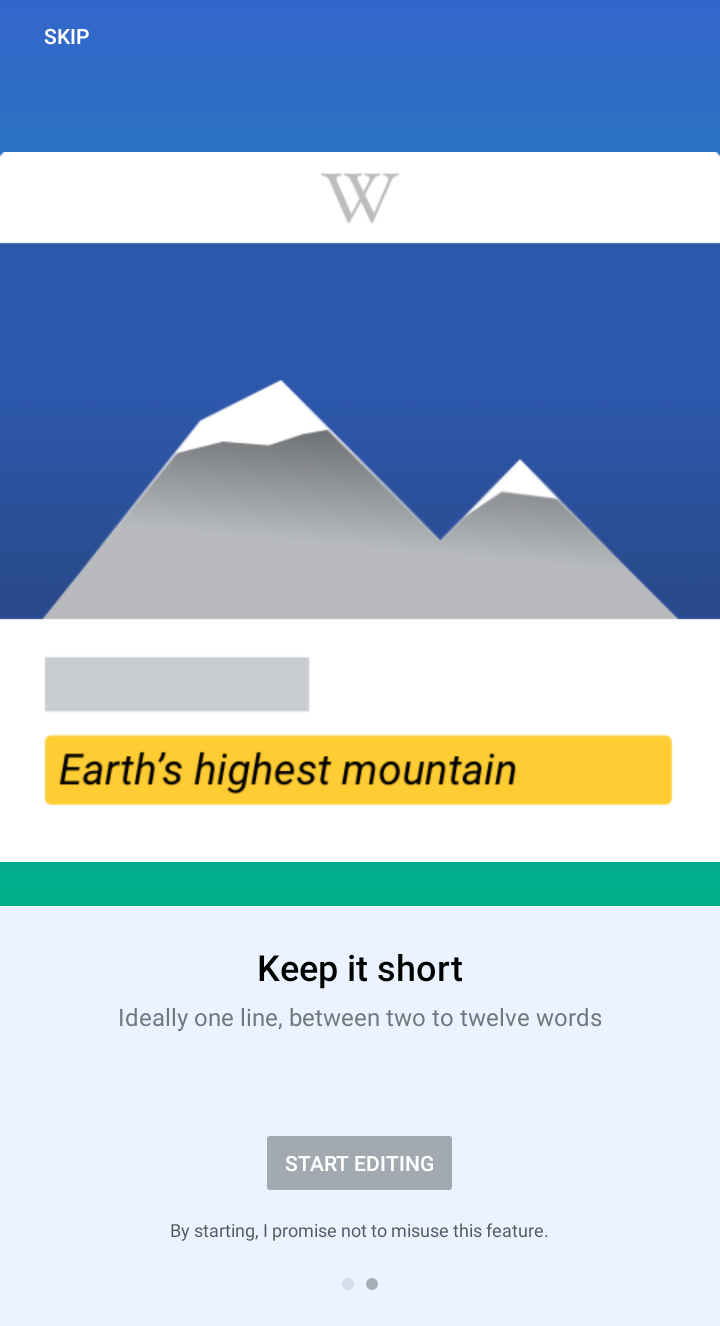 SKIP
W
Earth's highest mountain
Keep it short
Ideally one line, between two to twelve words
START EDITING
By starting, I promise not to misuse this feature.